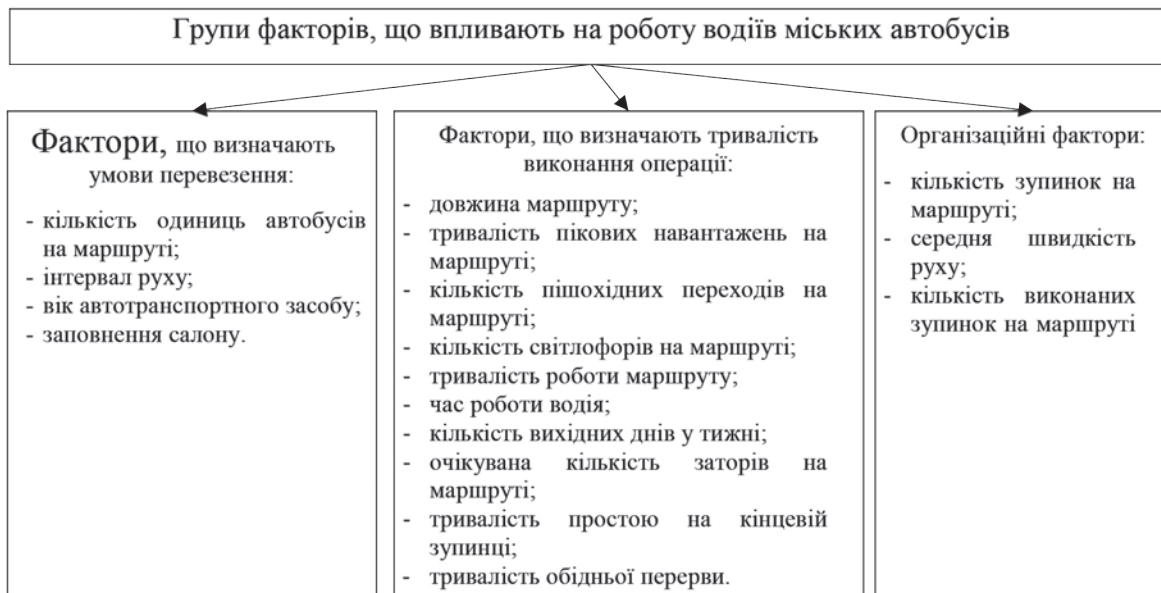 Групи факторів, що впливають на роботу водіїв міських автобусів
Фактори, що визначають
умови перевезення:
- кількість одиниць автобусів
на маршруті;
- інтервал руху;
- вік автотранспортного засобу;
- заповнення салону.
Фактори, що визначають тривалість
виконання операції:
- довжина маршруту;
- тривалість пікових навантажень на
маршруті;
- кількість пішохідних переходів на
маршруті;
- кількість світлофорів на маршруті;
- тривалість роботи маршруту;
- час роботи водія;
- кількість вихідних днів у тижні;
- очікувана кількість заторів на
маршруті;
- тривалість простою на кінцевій
зупинці;
- тривалість обідньої перерви.
Організаційні фактори:
- кількість зупинок на
маршруті;
- середня швидкість
руху;
- кількість виконаних
зупинок на маршруті